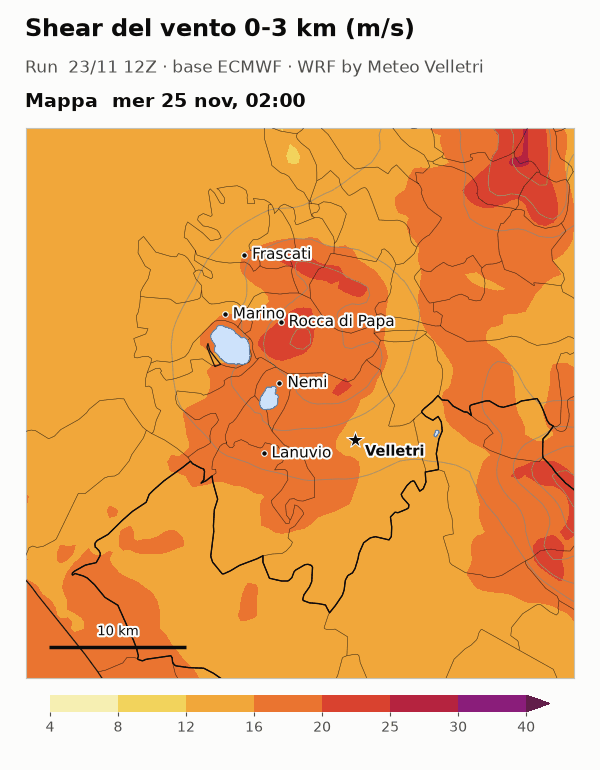 Shear del vento 0-3 km (m/s)
Run  23/11 12Z · base ECMWF · WRF by Meteo Velletri
Mappa  mer 25 nov, 02:00
Frascati
Marino
Rocca di Papa
Nemi
Velletri
Lanuvio
10 km
4 8 12 16 20 25 30 40